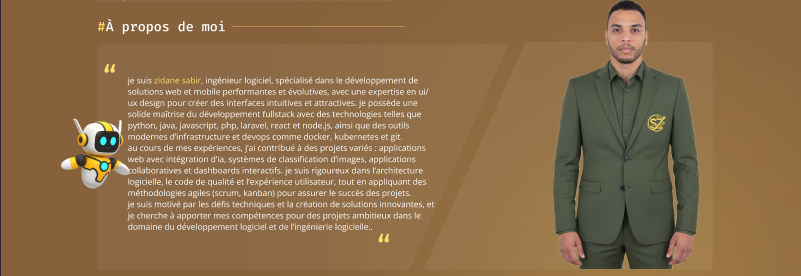 #À propos de moi
“
je suis zidane sabir, ingénieur logiciel, spécialisé dans le développement de
solutions web et mobile performantes et évolutives, avec une expertise en ui/
ux design pour créer des interfaces intuitives et attractives. je possède une
solide maîtrise du développement fullstack avec des technologies telles que
python, java, javascript, php, laravel, react et node.js, ainsi que des outils
modernes d'infrastructure et devops comme docker, kubernetes et git.
au cours de mes expériences, j'ai contribué à des projets variés : applications
web avec intégration d'ia, systèmes de classification d'images, applications
collaboratives et dashboards interactifs. je suis rigoureux dans l'architecture
logicielle, le code de qualité et l'expérience utilisateur, tout en appliquant des
méthodologies agiles (scrum, kanban) pour assurer le succès des projets.
je suis motivé par les défis techniques et la création de solutions innovantes, et
je cherche à apporter mes compétences pour des projets ambitieux dans le
domaine du développement logiciel et de l'ingénierie logicielle..
“
SZ